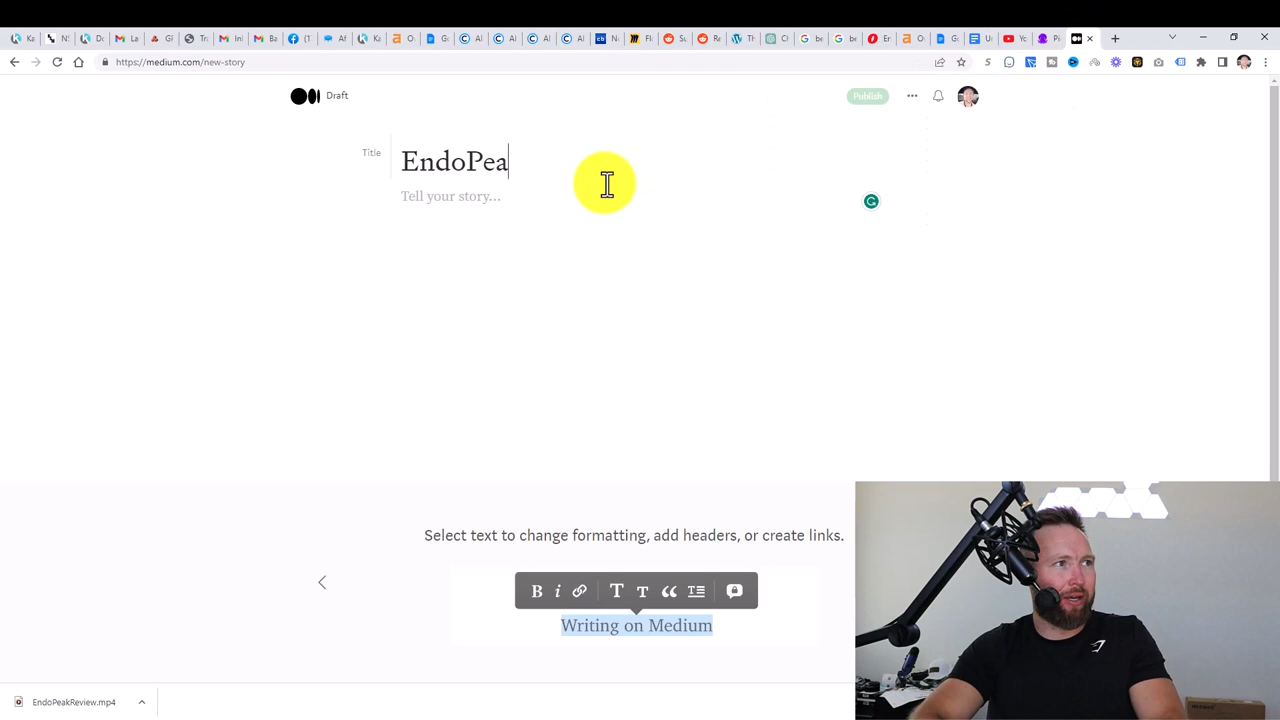 https://medium.com/new-story
Draft
Publish
Title
EndoPea
Tell your story...
Select text to change formatting, add headers, or create links.
B i T T
Writing on Medium
EndoPeakReview.mp4